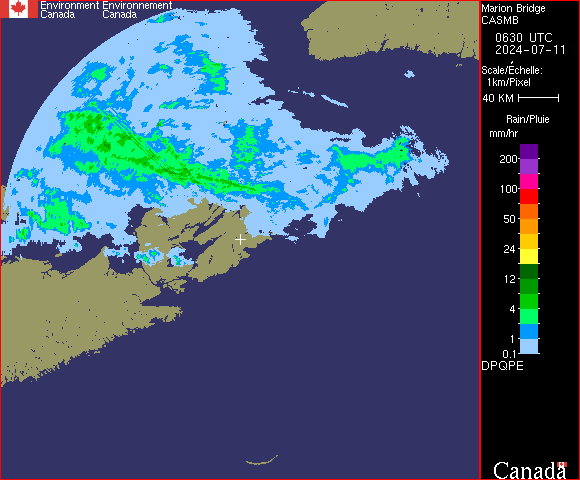 Environment Environnement
Canada Canada
Marion Bridge
CASMB
0630 UTC
2024-07-11
Scale/Echelle:
1km/Pixel
40 KM
Rain/Pluie
mm/hr
200
100
50
24
12
4
1
0.1
DPQPE
Canada